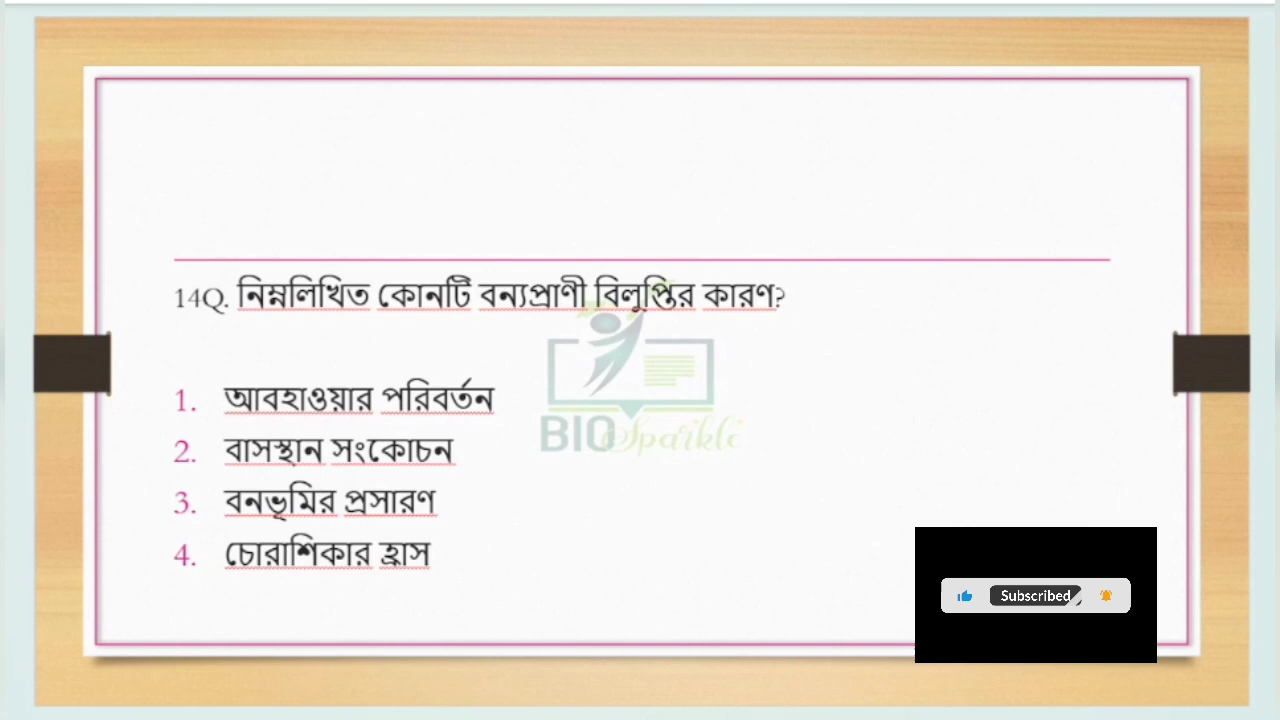 14Q. নিম্নলিখিত কোনটি বন্যপ্রাণী বিলুপ্তির কারণ?
1. আবহাওয়ার পরিবর্তন
2. বাসস্থান সংকোচন
3. বনভূমির প্রসারণ
4. চোরাশিকার হ্রাস
BIO Sparkle
Subscribed